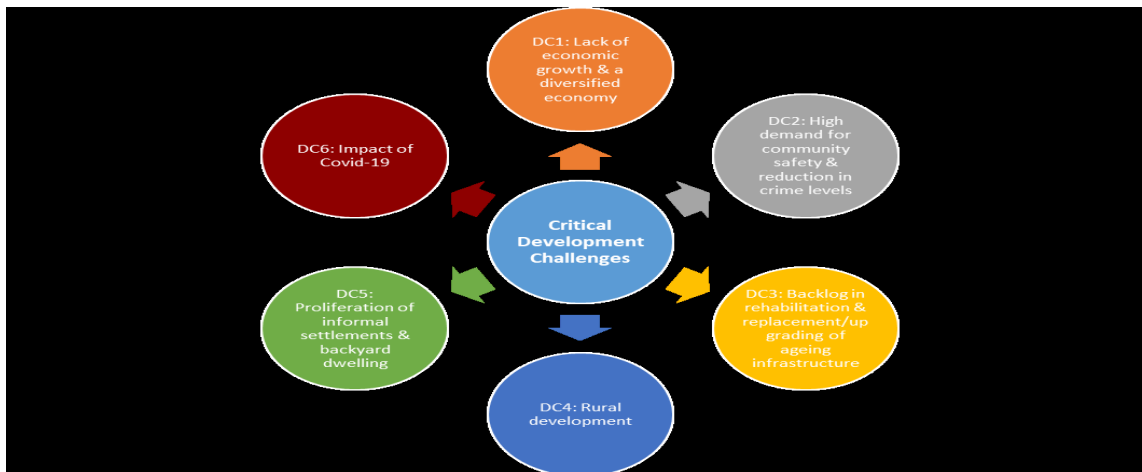 DC1: Lack of
economic
growth & a
diversified
economy
DC2: High
demand for
community
safety &
reduction in
crime levels
DC3: Backlog in
rehabilitation &
replacement/up
grading of
ageing
infrastructure
DC4: Rural
development
DC5:
Proliferation of
informal
settlements &
backyard
dwelling
DC6: Impact of
Covid-19
Critical
Development
Challenges